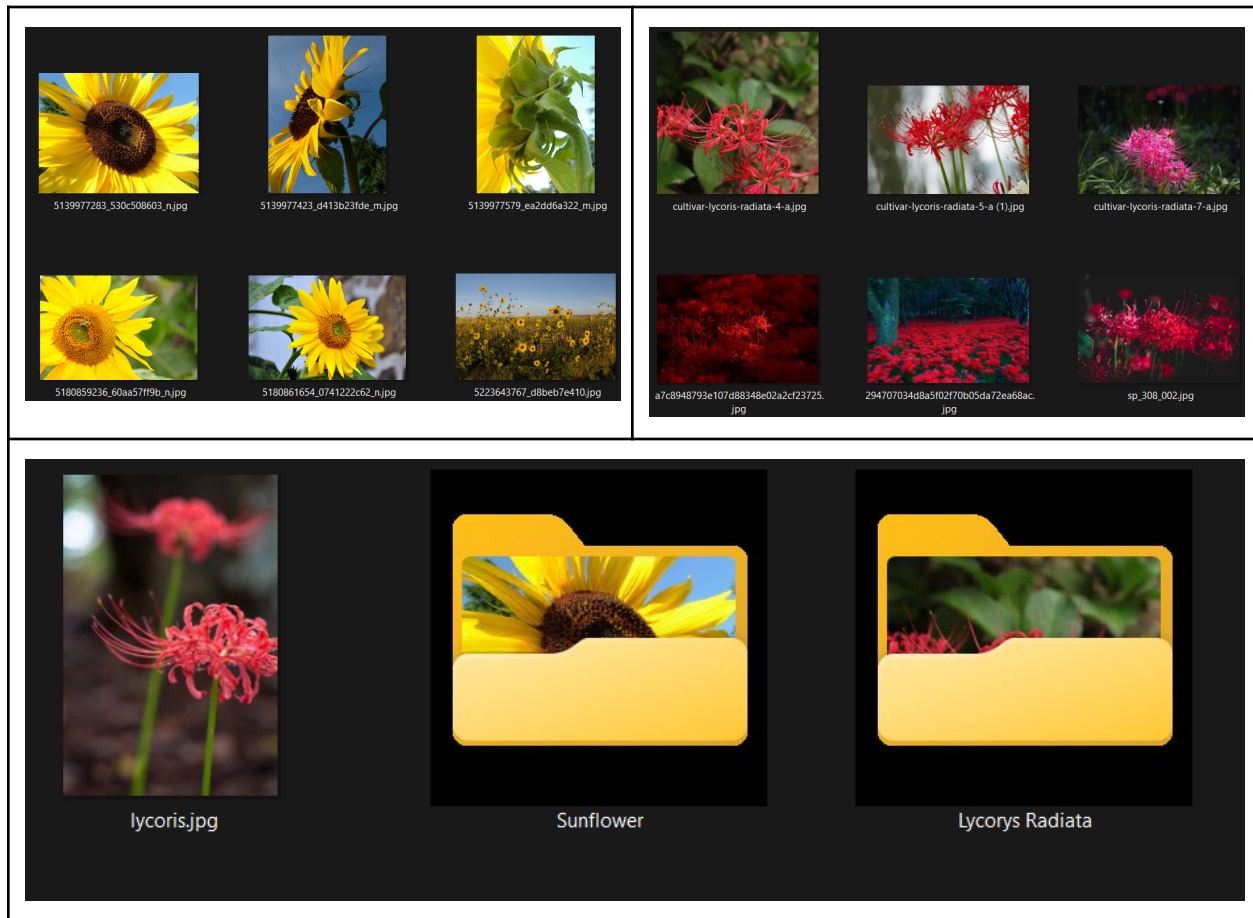 5139977283_530c508603_n.jpg
5139977423_d413b23fde_m.jpg
5139977579_ea2dd6a322_m.jpg
5180859236_60aa57ff9b_n.jpg
5180861654_0741222c62_n.jpg
5223643767_d8beb7e410.jpg
cultivar-lycoris-radiata-4-a.jpg
cultivar-lycoris-radiata-5-a (1).jpg
cultivar-lycoris-radiata-7-a.jpg
a7c8948793e107d88348e02a2cf23725.
jpg
294707034d8a5f02f70b05da72ea68ac.
jpg
sp_308_002.jpg
lycoris.jpg
Sunflower
Lycorys Radiata